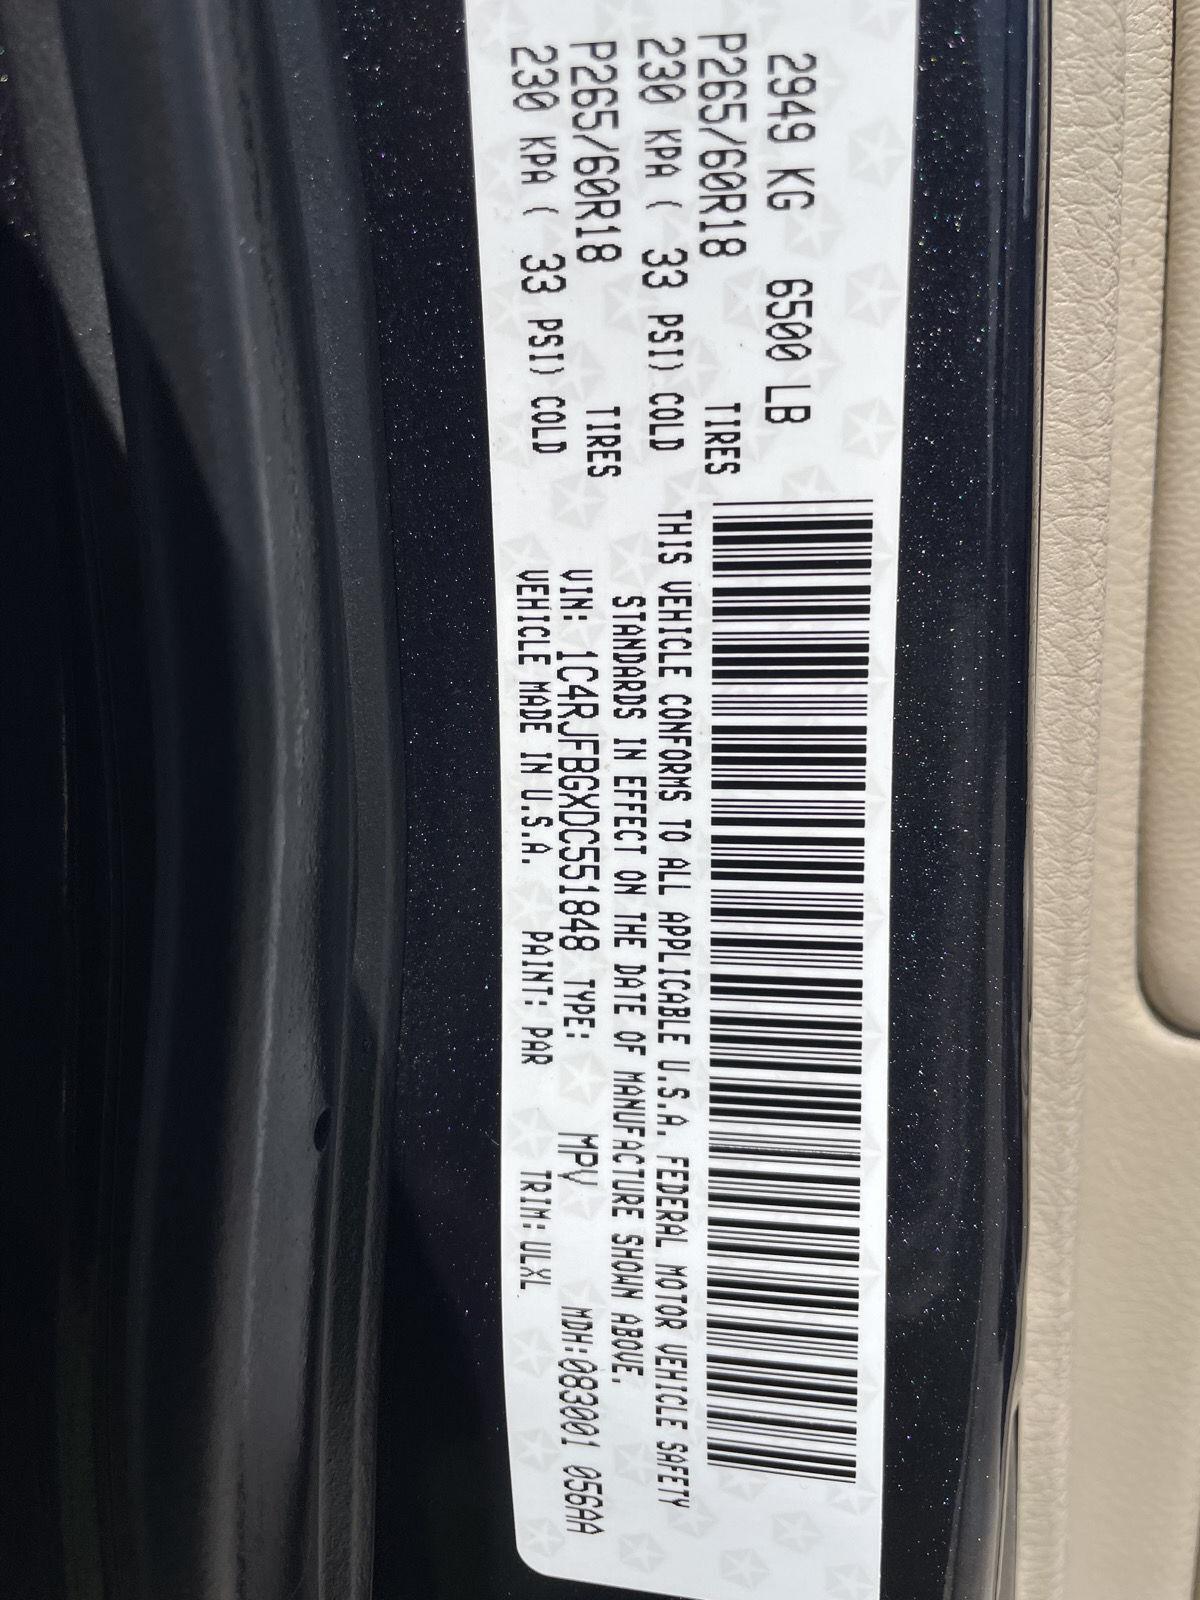 2949 KG 6500 LB
P265/60R18 TIRES
230 KPA ( 33 PSI) COLD
P265/60R18 TIRES
230 KPA ( 33 PSI) COLD
THIS VEHICLE CONFORMS TO ALL APPLICABLE U.S.A. FEDERAL MOTOR VEHICLE SAFETY
STANDARDS IN EFFECT ON THE DATE OF MANUFACTURE SHOWN ABOVE.
VIN: 1C4RJFBGXDC551848 TYPE: MPV MDH:083001 056AA
VEHICLE MADE IN U.S.A. PAINT: PAR TRIM: ULXL